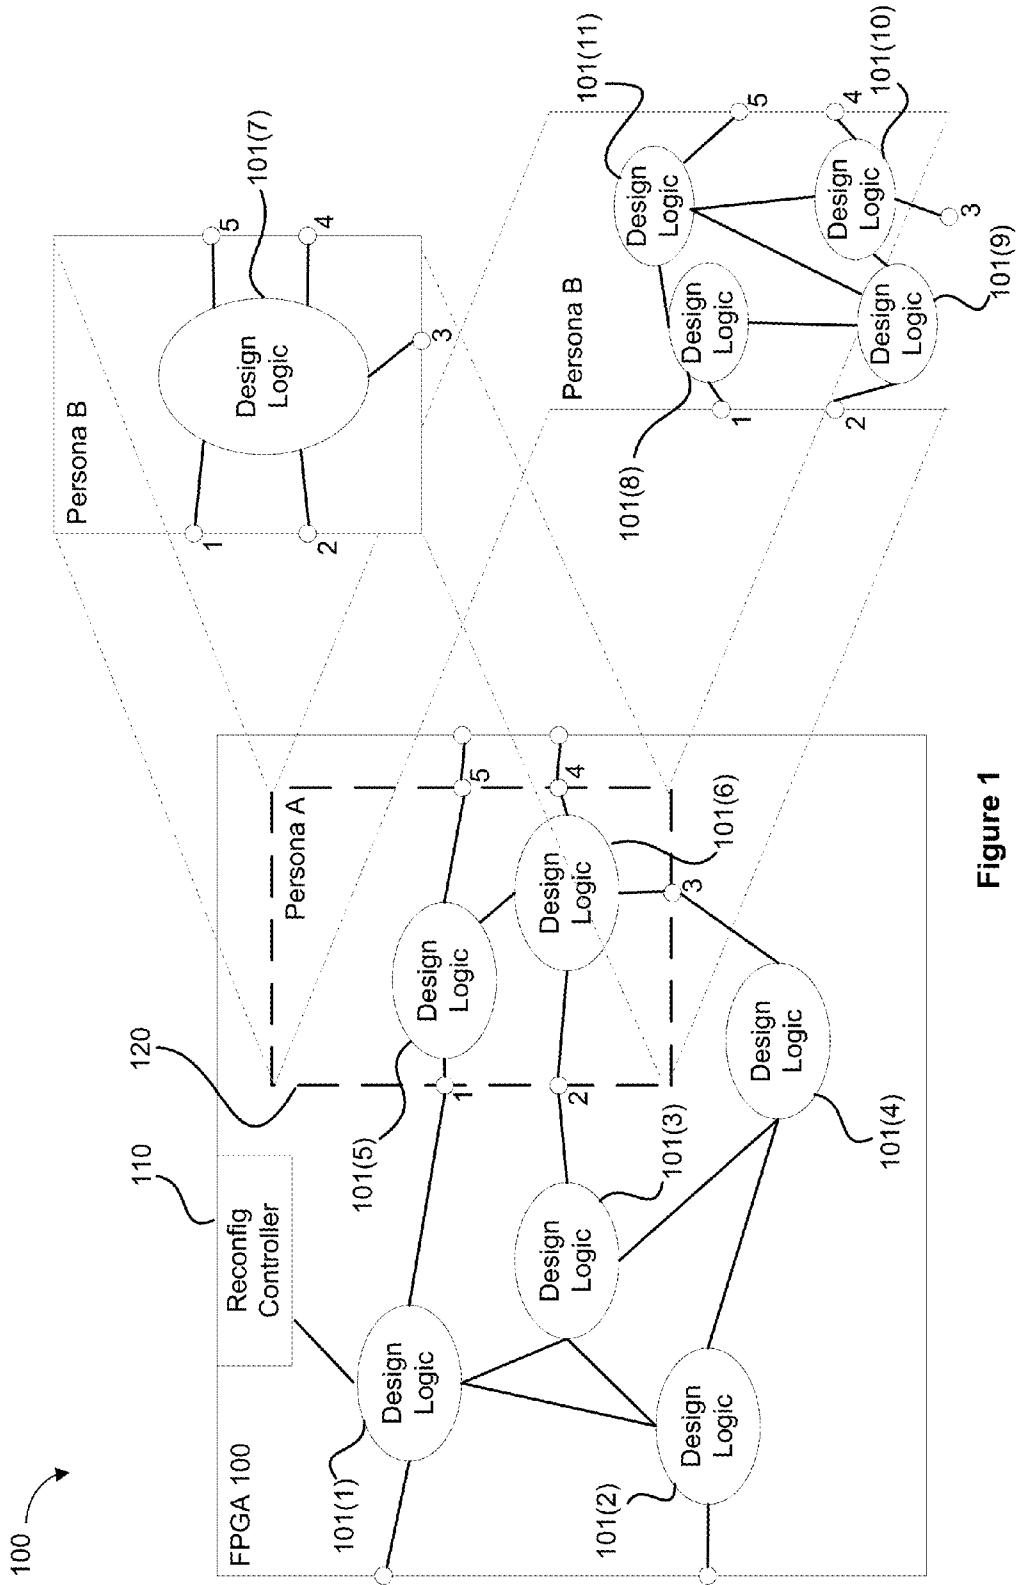 100
FPGA 100
Reconfig
Controller
110
120
Persona A
101(1)
Design
Logic
101(5)
Design
Logic
1
5
101(2)
Design
Logic
Design
Logic
101(3)
2
Design
Logic
4
101(6)
3
Design
Logic
101(4)
Persona B
1
2
Design
Logic
101(7)
5
4
3
Persona B
101(8)
1
2
Design
Logic
Design
Logic
101(11)
5
Design
Logic
101(9)
Design
Logic
4
101(10)
3
Figure 1